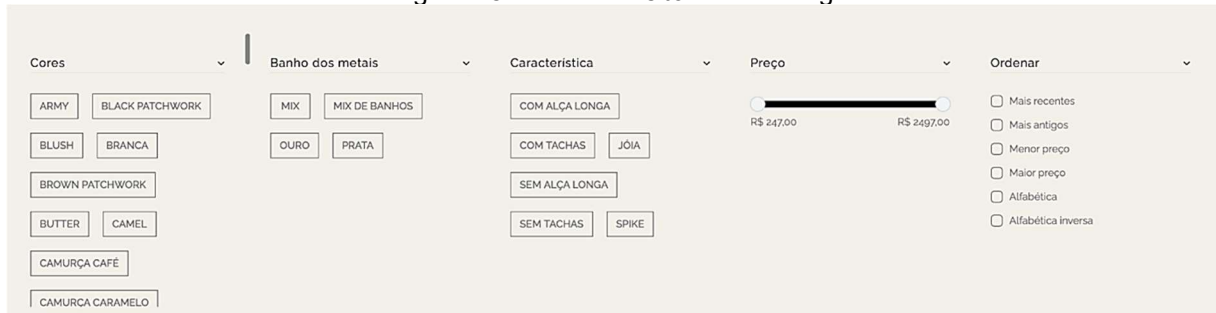 Cores
ARMY
BLACK PATCHWORK
BLUSH
BRANCA
BROWN PATCHWORK
BUTTER
CAMEL
CAMURÇA CAFÉ
CAMURÇA CARAMELO
Banho dos metais
MIX
MIX DE BANHOS
OURO
PRATA
Característica
COM ALÇA LONGA
COM TACHAS
JÓIA
SEM ALÇA LONGA
SEM TACHAS
SPIKE
Preço
R$ 247,00
R$ 2497,00
Ordenar
Mais recentes
Mais antigos
Menor preço
Maior preço
Alfabética
Alfabética inversa